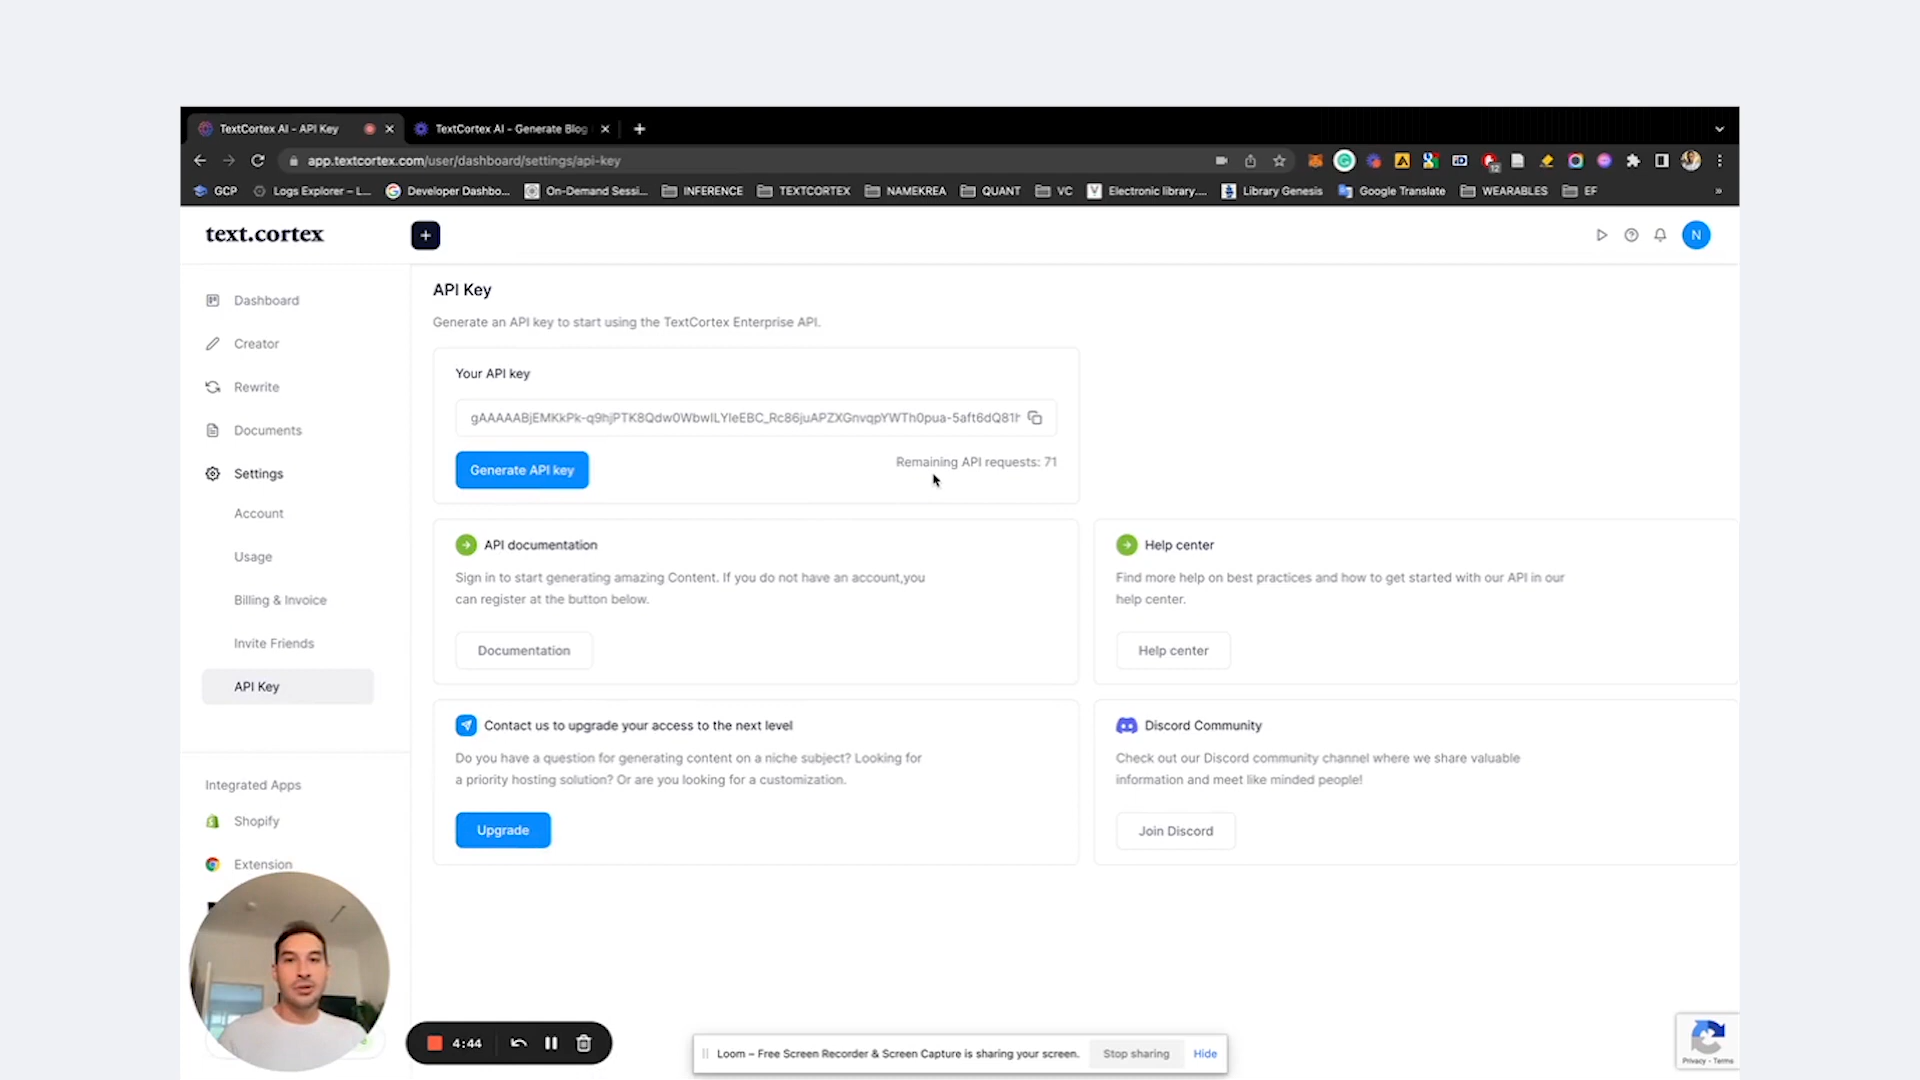 TextCortex AI - API Key
TextCortex AI - Generate Blog
app.textcortex.com/user/dashboard/settings/api-key
GCP
Logs Explorer – L...
Developer Dashbo...
On-Demand Sessi...
INFERENCE
TEXTCORTEX
NAMEKREA
QUANT
VC
Electronic library....
Library Genesis
Google Translate
WEARABLES
EF
»
text.cortex
N
Dashboard
Creator
Rewrite
Documents
Settings
Account
Usage
Billing & Invoice
Invite Friends
API Key
Integrated Apps
Shopify
Extension
API Key
Generate an API key to start using the TextCortex Enterprise API.
Your API key
Generate API key
Remaining API requests: 71
API documentation
Sign in to start generating amazing Content. If you do not have an account,you
can register at the button below.
Documentation
Help center
Find more help on best practices and how to get started with our API in our
help center.
Help center
Contact us to upgrade your access to the next level
Do you have a question for generating content on a niche subject? Looking for
a priority hosting solution? Or are you looking for a customization.
Upgrade
Discord Community
Check out our Discord community channel where we share valuable
information and meet like minded people!
Join Discord
4:44
Loom – Free Screen Recorder & Screen Capture is sharing your screen.
Stop sharing
Hide
Privacy - Terms